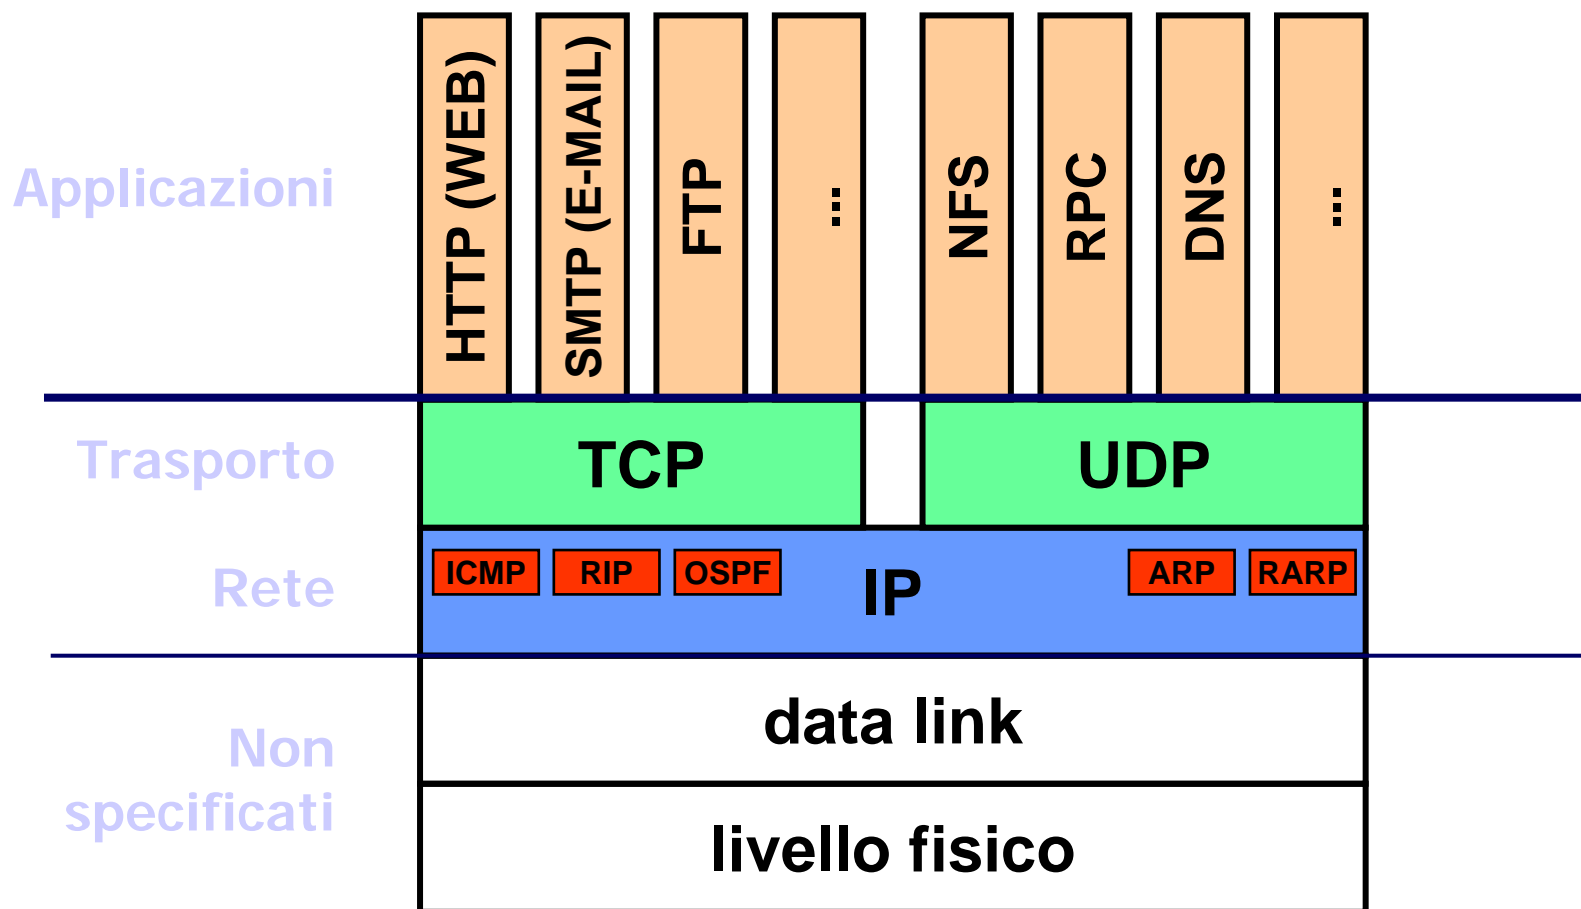 Applicazioni
HTTP (WEB)
SMTP (E-MAIL)
FTP
...
NFS
RPC
DNS
...
Trasporto
TCP
UDP
Rete
ICMP
RIP
OSPF
IP
ARP
RARP
Non
specificati
data link
livello fisico